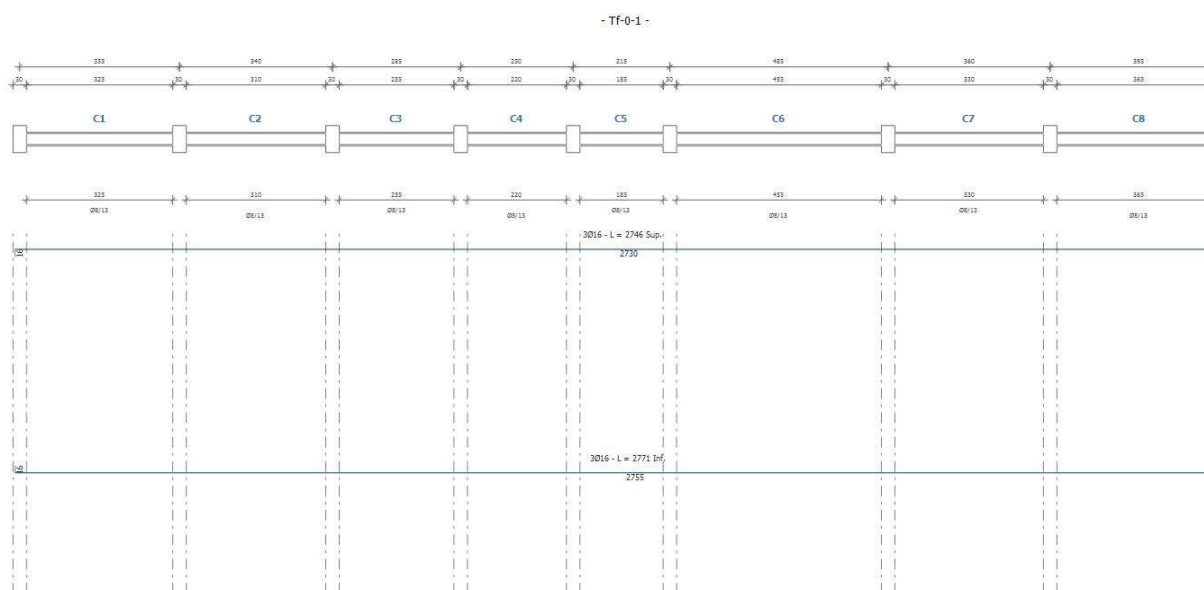 - Tf-0-1 -
355 340 285 250 215 485 360 395
30 325 30 310 30 255 30 220 30 185 30 455 30 330 30 365
C1 C2 C3 C4 C5 C6 C7 C8
325 310 255 220 185 455 330 365
Ø8/13 Ø8/13 Ø8/13 Ø8/13 Ø8/13 Ø8/13 Ø8/13 Ø8/13
3Ø16 - L = 2746 Sup.
16
2730
3Ø16 - L = 2771 Inf.
16
2755